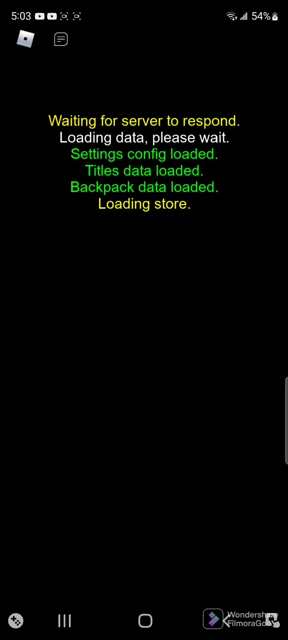 5:03
54%
Waiting for server to respond.
Loading data, please wait.
Settings config loaded.
Titles data loaded.
Backpack data loaded.
Loading store.
Wondersha
FilmoraGo